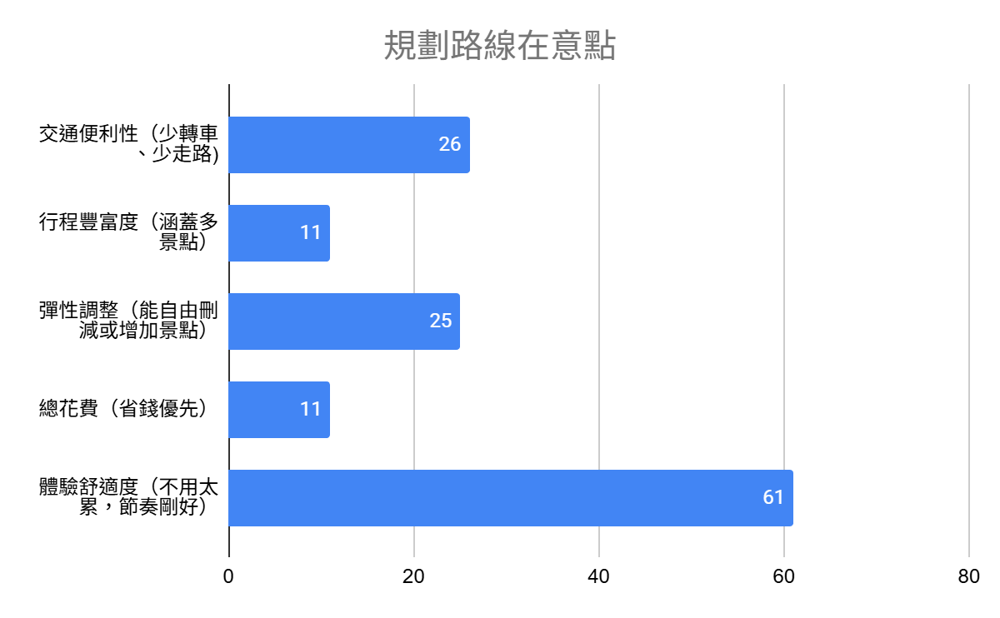 規劃路線在意點
交通便利性（少轉車
、少走路)
26
行程豐富度（涵蓋多
景點）
11
彈性調整（能自由刪
減或增加景點）
25
總花費（省錢優先）
11
體驗舒適度（不用太
累，節奏剛好）
61
0 20 40 60 80